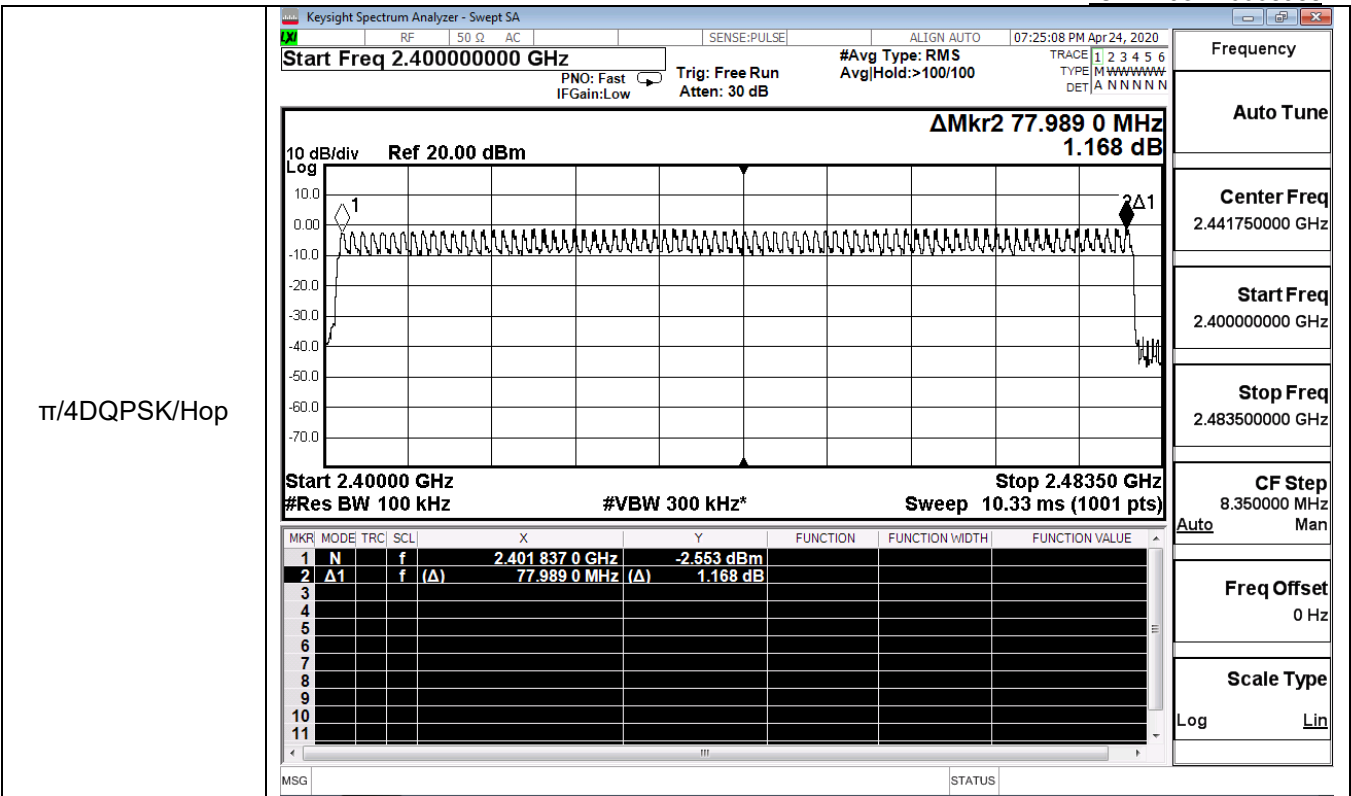 Keysight Spectrum Analyzer - Swept SA
LXI RF 50 Ω AC SENSE:PULSE ALIGN AUTO 07:25:08 PM Apr 24, 2020
Start Freq 2.400000000 GHz
PNO: Fast
IFGain:Low
Trig: Free Run
Atten: 30 dB
#Avg Type: RMS
Avg|Hold:>100/100
TRACE 1 2 3 4 5 6
TYPE M WWWWW
DET A N N N N N
Frequency
ΔMkr2 77.989 0 MHz
1.168 dB
10 dB/div Ref 20.00 dBm
Log
10.0
0.00
-10.0
-20.0
-30.0
-40.0
-50.0
-60.0
-70.0
1
2Δ1
Start 2.40000 GHz Stop 2.48350 GHz
#Res BW 100 kHz #VBW 300 kHz* Sweep 10.33 ms (1001 pts)
MKR MODE TRC SCL X Y FUNCTION FUNCTION WIDTH FUNCTION VALUE
1 N f 2.401 837 0 GHz -2.553 dBm
2 Δ1 f (Δ) 77.989 0 MHz (Δ) 1.168 dB
3
4
5
6
7
8
9
10
11
MSG STATUS
Auto Tune
Center Freq
2.441750000 GHz
Start Freq
2.400000000 GHz
Stop Freq
2.483500000 GHz
CF Step
8.350000 MHz
Auto Man
Freq Offset
0 Hz
Scale Type
Log Lin
π/4DQPSK/Hop